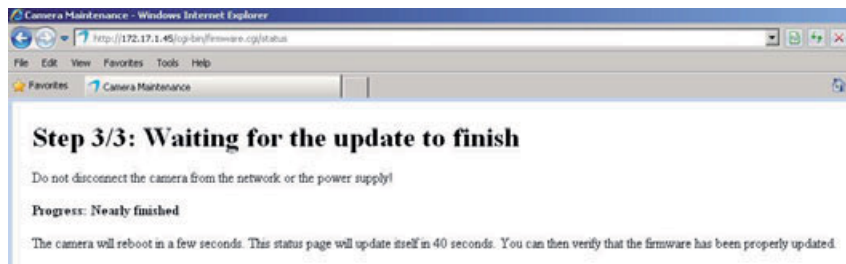 Camera Maintenance - Windows Internet Explorer
http://172.17.1.45/cgi-bin/firmware.cgi/status
File Edit View Favorites Tools Help
Favorites Camera Maintenance
Step 3/3: Waiting for the update to finish
Do not disconnect the camera from the network or the power supply!
Progress: Nearly finished
The camera will reboot in a few seconds. This status page will update itself in 40 seconds. You can then verify that the firmware has been properly updated.